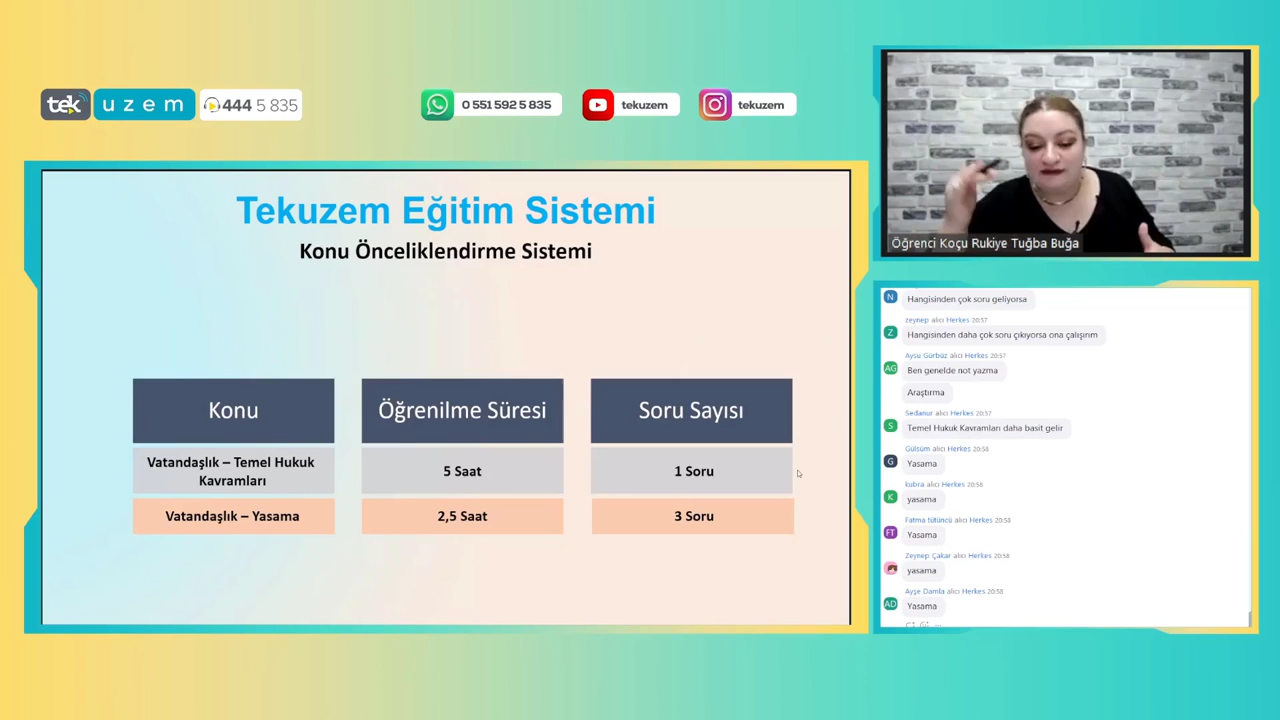 tek uzem 444 5 835
0 551 592 5 835
tekuzem
tekuzem
Tekuzem Eğitim Sistemi
Konu Önceliklendirme Sistemi
Konu Öğrenilme Süresi Soru Sayısı
Vatandaşlık – Temel Hukuk
Kavramları
5 Saat
1 Soru
Vatandaşlık – Yasama 2,5 Saat 3 Soru
Öğrenci Koçu Rukiye Tuğba Buğa
N
Hangisinden çok soru geliyorsa
zeynep alıcı Herkes 20:57
Z
Hangisinden daha çok soru çıkıyorsa ona çalışırım
Aysu Gürbüz alıcı Herkes 20:57
AG
Ben genelde not yazma
Araştırma
Sedanur alıcı Herkes 20:57
S
Temel Hukuk Kavramları daha basit gelir
Gülsüm alıcı Herkes 20:58
G
Yasama
kubra alıcı Herkes 20:58
K
yasama
Fatma tütüncü alıcı Herkes 20:58
FT
Yasama
Zeynep Çakar alıcı Herkes 20:58
yasama
Ayşe Damla alıcı Herkes 20:58
AD
Yasama